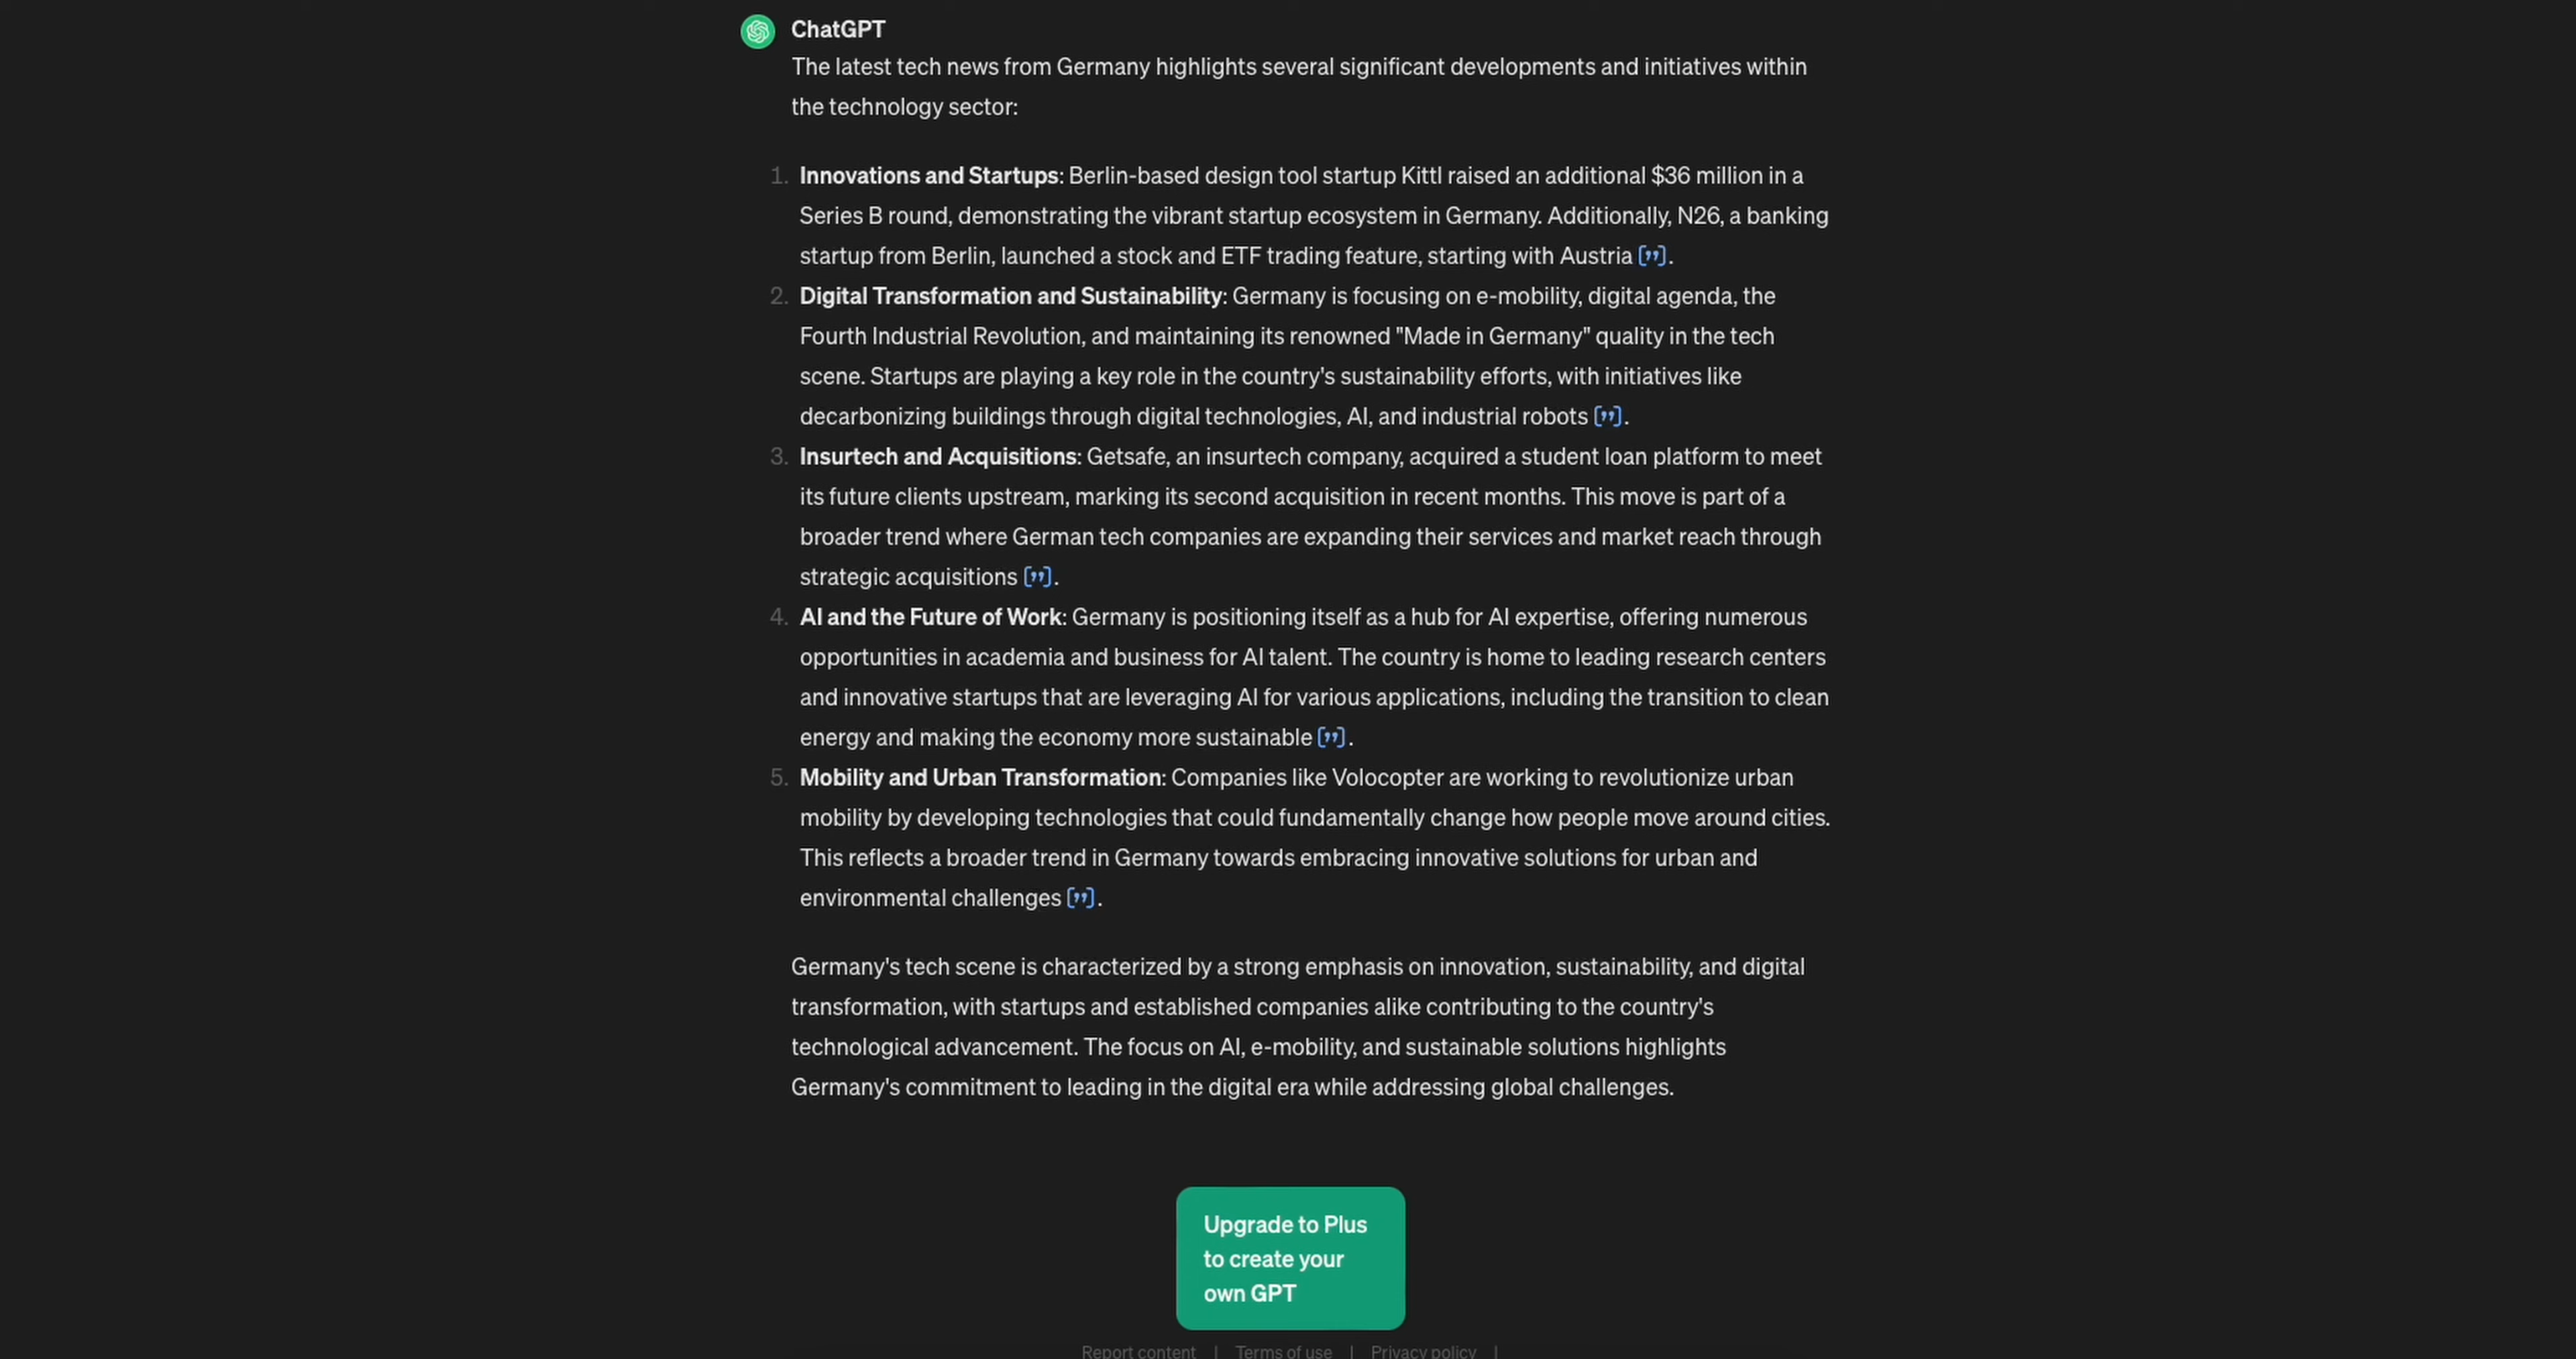 ChatGPT
The latest tech news from Germany highlights several significant developments and initiatives within
the technology sector:
1. Innovations and Startups: Berlin-based design tool startup Kittl raised an additional $36 million in a
Series B round, demonstrating the vibrant startup ecosystem in Germany. Additionally, N26, a banking
startup from Berlin, launched a stock and ETF trading feature, starting with Austria ["].
2. Digital Transformation and Sustainability: Germany is focusing on e-mobility, digital agenda, the
Fourth Industrial Revolution, and maintaining its renowned "Made in Germany" quality in the tech
scene. Startups are playing a key role in the country's sustainability efforts, with initiatives like
decarbonizing buildings through digital technologies, AI, and industrial robots ["].
3. Insurtech and Acquisitions: Getsafe, an insurtech company, acquired a student loan platform to meet
its future clients upstream, marking its second acquisition in recent months. This move is part of a
broader trend where German tech companies are expanding their services and market reach through
strategic acquisitions ["].
4. AI and the Future of Work: Germany is positioning itself as a hub for AI expertise, offering numerous
opportunities in academia and business for AI talent. The country is home to leading research centers
and innovative startups that are leveraging AI for various applications, including the transition to clean
energy and making the economy more sustainable ["].
5. Mobility and Urban Transformation: Companies like Volocopter are working to revolutionize urban
mobility by developing technologies that could fundamentally change how people move around cities.
This reflects a broader trend in Germany towards embracing innovative solutions for urban and
environmental challenges ["].
Germany's tech scene is characterized by a strong emphasis on innovation, sustainability, and digital
transformation, with startups and established companies alike contributing to the country's
technological advancement. The focus on AI, e-mobility, and sustainable solutions highlights
Germany's commitment to leading in the digital era while addressing global challenges.
Upgrade to Plus
to create your
own GPT
Report content | Terms of use | Privacy policy |